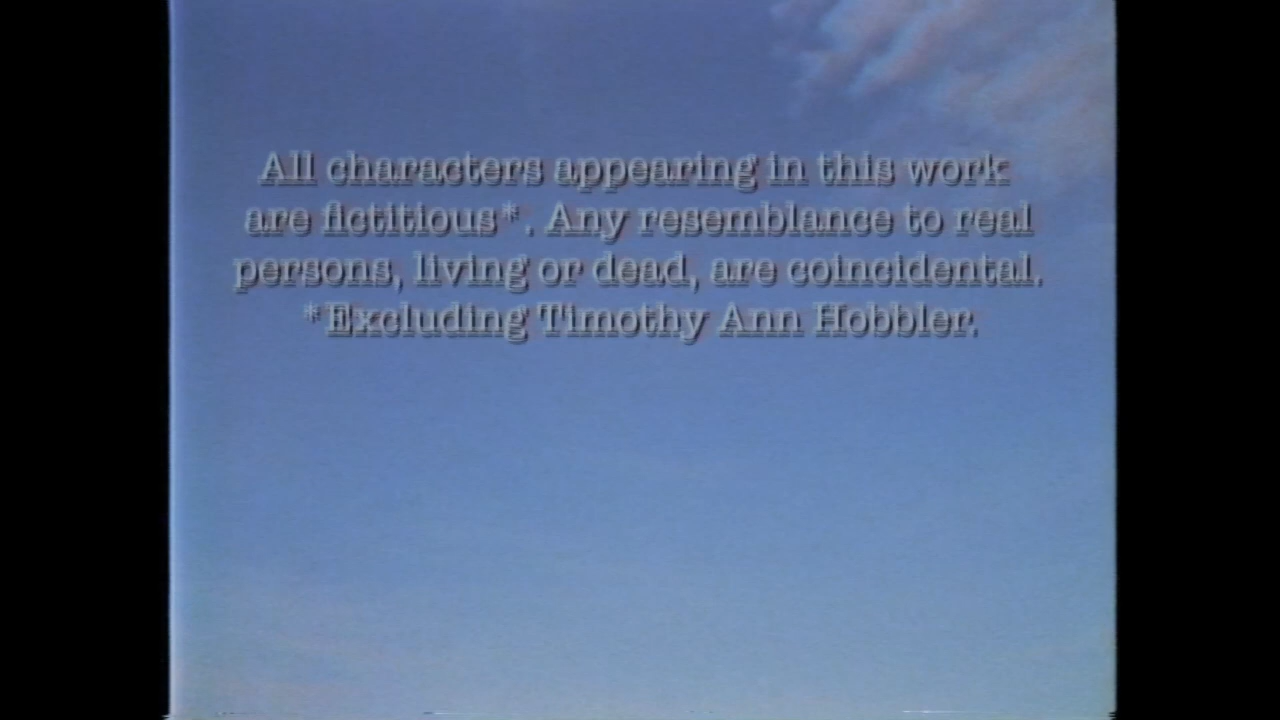 All characters appearing in this work
are fictitious*. Any resemblance to real
persons, living or dead, are coincidental.
*Excluding Timothy Ann Hobbler.